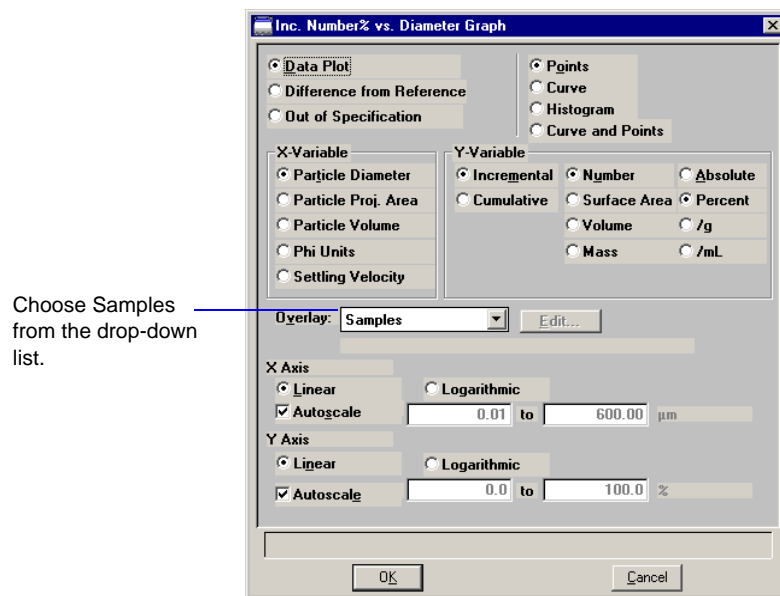 Inc. Number% vs. Diameter Graph
Data Plot
Difference from Reference
Out of Specification
Points
Curve
Histogram
Curve and Points
X-Variable
Particle Diameter
Particle Proj. Area
Particle Volume
Phi Units
Settling Velocity
Y-Variable
Incremental Number Absolute
Cumulative Surface Area Percent
Volume /g
Mass /mL
Choose Samples
from the drop-down
list.
Overlay: Samples Edit...
X Axis
Linear Logarithmic
Autoscale 0.01 to 600.00 µm
Y Axis
Linear Logarithmic
Autoscale 0.0 to 100.0 %
OK Cancel